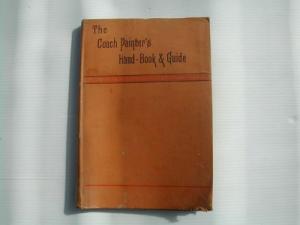 The
Coach Painter's
Hand-Book & Guide